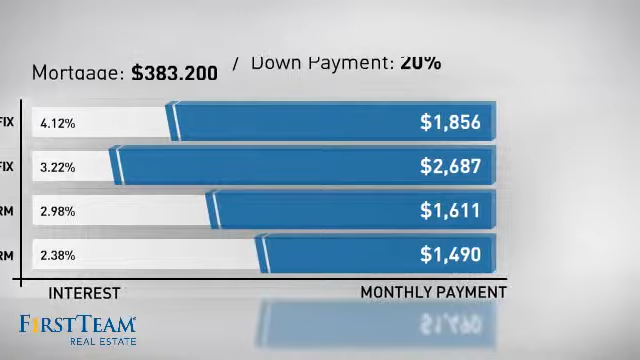 Mortgage: $383,200 / Down Payment: 20%
FIX 4.12% $1,856
FIX 3.22% $2,687
RM 2.98% $1,611
RM 2.38% $1,490
INTEREST MONTHLY PAYMENT
FIRSTTEAM®
REAL ESTATE